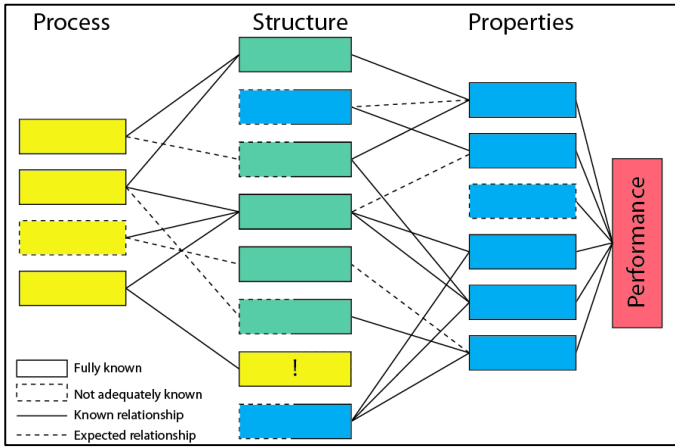 Process
Structure
Properties
!
Performance
Fully known
Not adequately known
Known relationship
Expected relationship